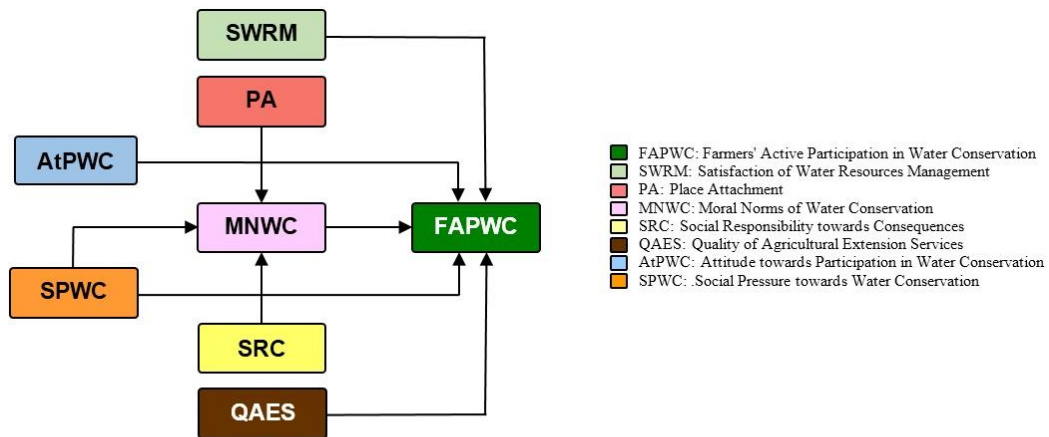 SWRM
PA
AtPWC
MNWC
FAPWC
SPWC
SRC
QAES
FAPWC: Farmers' Active Participation in Water Conservation
SWRM: Satisfaction of Water Resources Management
PA: Place Attachment
MNWC: Moral Norms of Water Conservation
SRC: Social Responsibility towards Consequences
QAES: Quality of Agricultural Extension Services
AtPWC: Attitude towards Participation in Water Conservation
SPWC: .Social Pressure towards Water Conservation